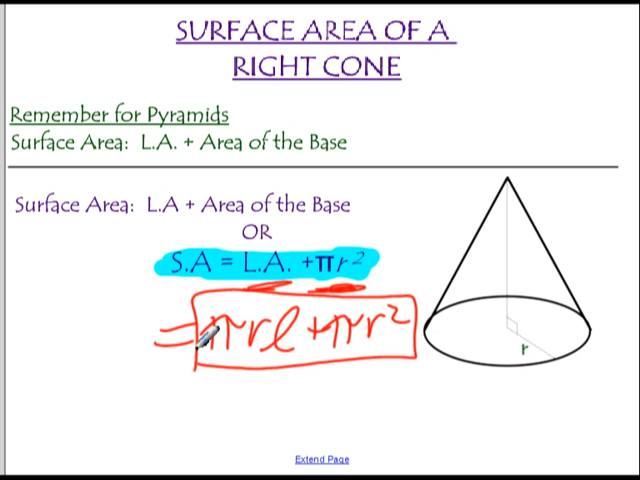 SURFACE AREA OF A
RIGHT CONE
Remember for Pyramids
Surface Area: L.A. + Area of the Base
Surface Area: L.A + Area of the Base
OR
S.A = L.A. +πr²
=πrl+πr²
r
Extend Page